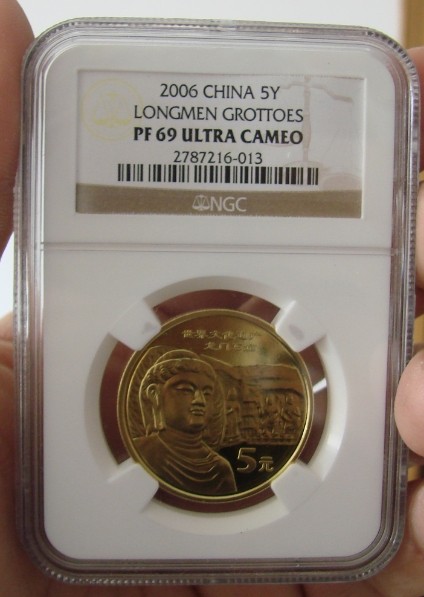 2006 CHINA 5Y
LONGMEN GROTTOES
PF 69 ULTRA CAMEO
2787216-013
NGC
世界文化遗产
龙门石窟
5元